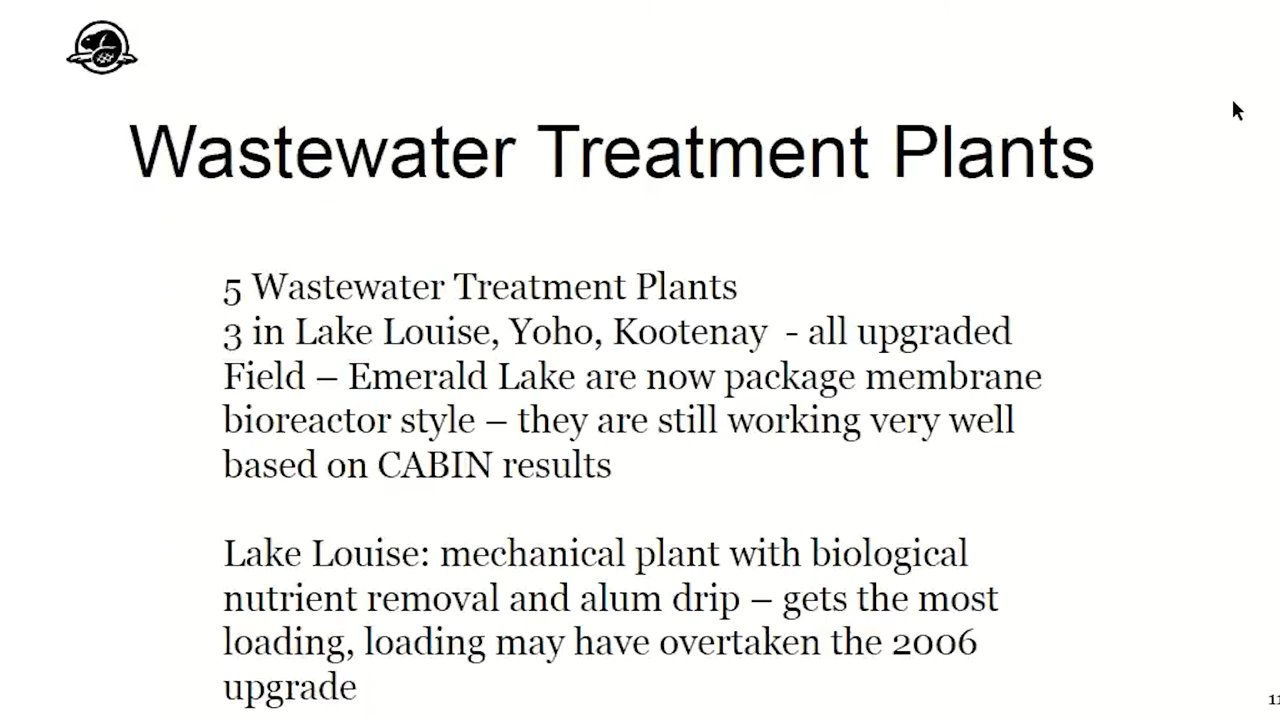 Wastewater Treatment Plants
5 Wastewater Treatment Plants
3 in Lake Louise, Yoho, Kootenay - all upgraded
Field – Emerald Lake are now package membrane
bioreactor style – they are still working very well
based on CABIN results
Lake Louise: mechanical plant with biological
nutrient removal and alum drip – gets the most
loading, loading may have overtaken the 2006
upgrade
11